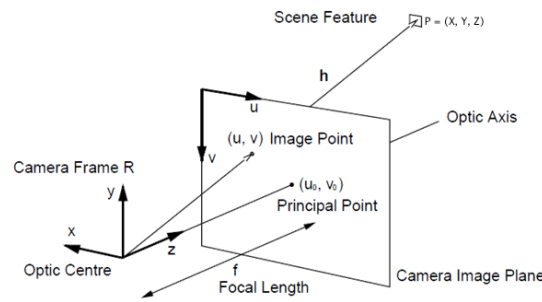 Scene Feature
P = (X, Y, Z)
h
u
Optic Axis
(u, v) Image Point
v
Camera Frame R
(u₀, v₀)
y
Principal Point
x
z
Optic Centre
f
Focal Length
Camera Image Plane